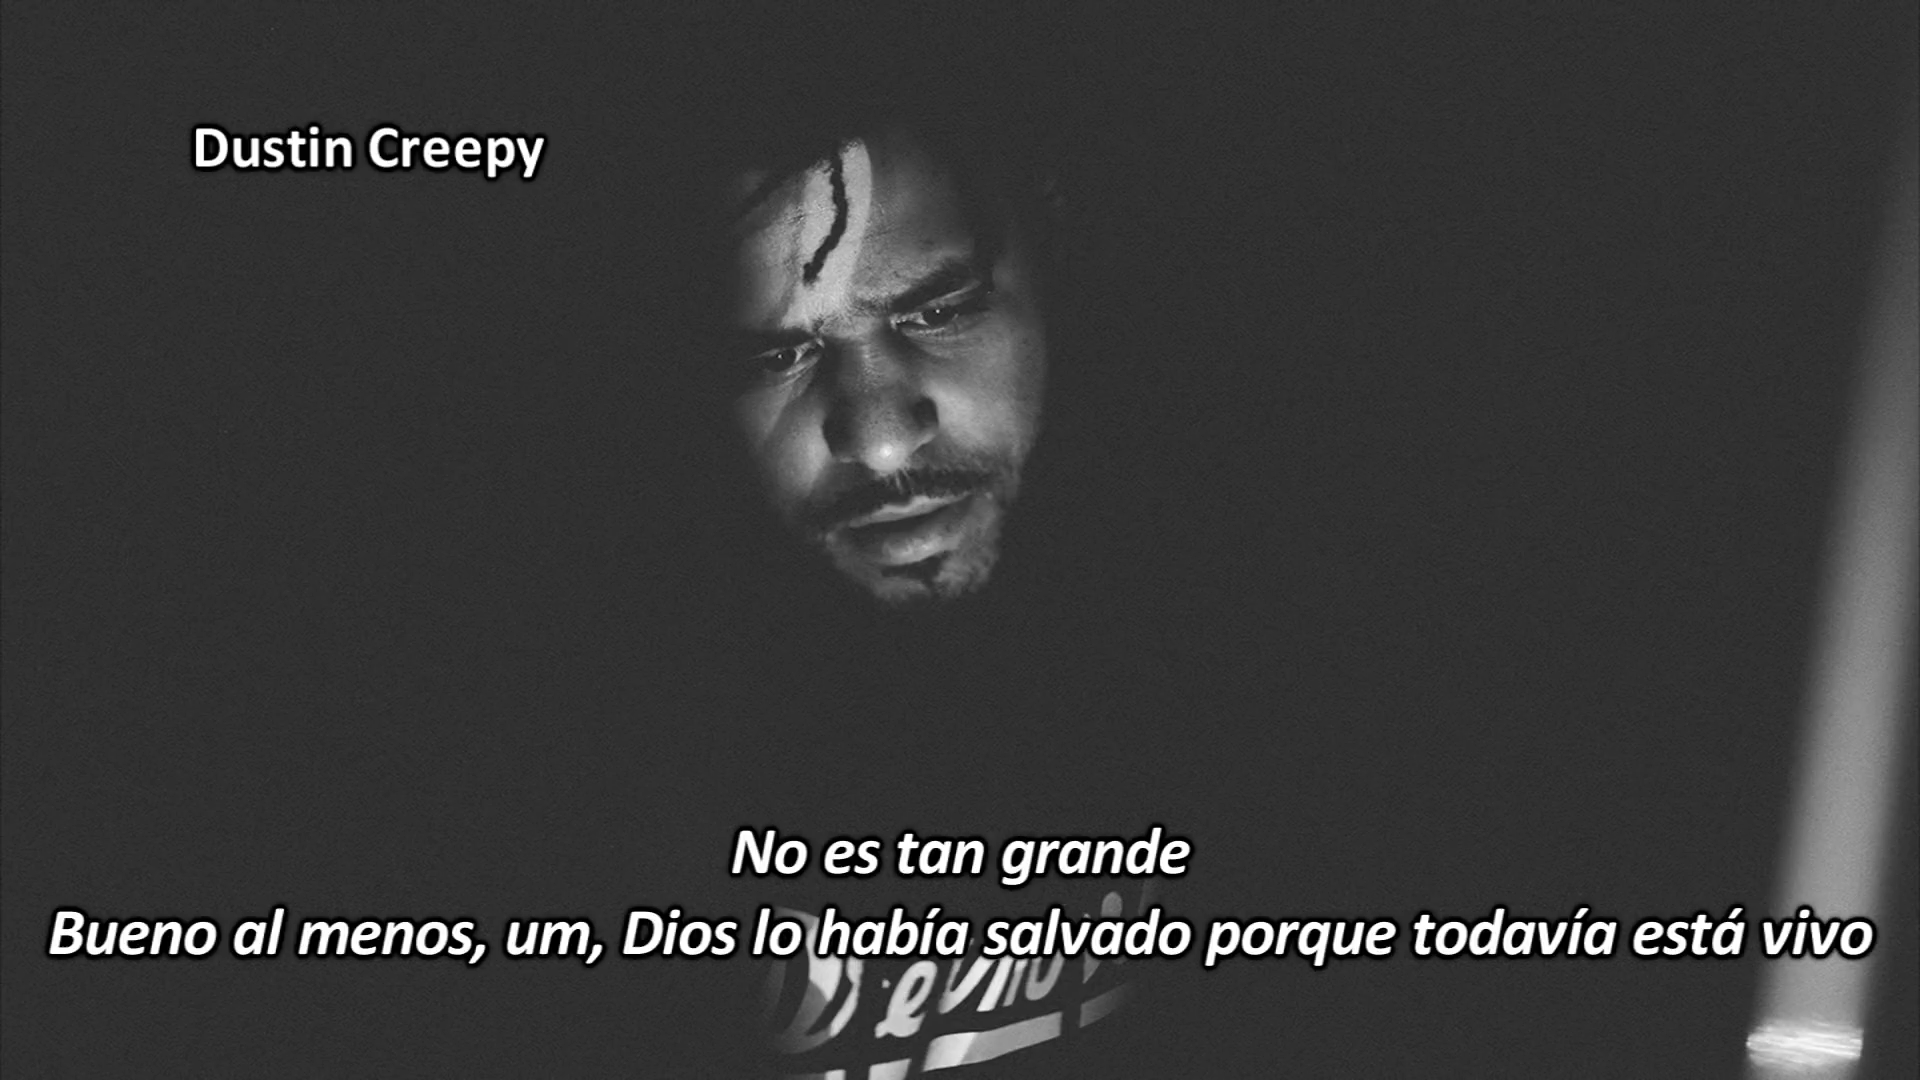 Dustin Creepy
No es tan grande
Bueno al menos, um, Dios lo había salvado porque todavía está vivo